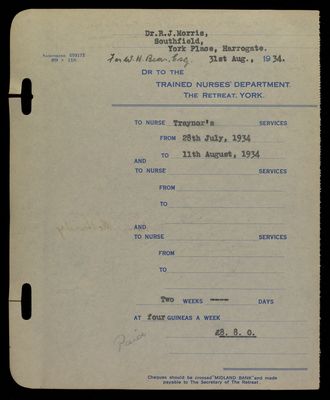 Dr.R.J.Morris,
Southfield,
York Place, Harrogate.
For W. H. Bean, Esq.
31st Aug., 1934.
DR TO THE
TRAINED NURSES' DEPARTMENT.
THE RETREAT, YORK.
TO NURSE Traynor's SERVICES
FROM 28th July, 1934
TO 11th August, 1934
AND
TO NURSE SERVICES
FROM
TO
AND
TO NURSE SERVICES
FROM
TO
Two WEEKS ---- DAYS
AT four GUINEAS A WEEK
£8. 8. 0.
Paid
Cheques should be crossed "MIDLAND BANK" and made
payable to The Secretary of The Retreat.